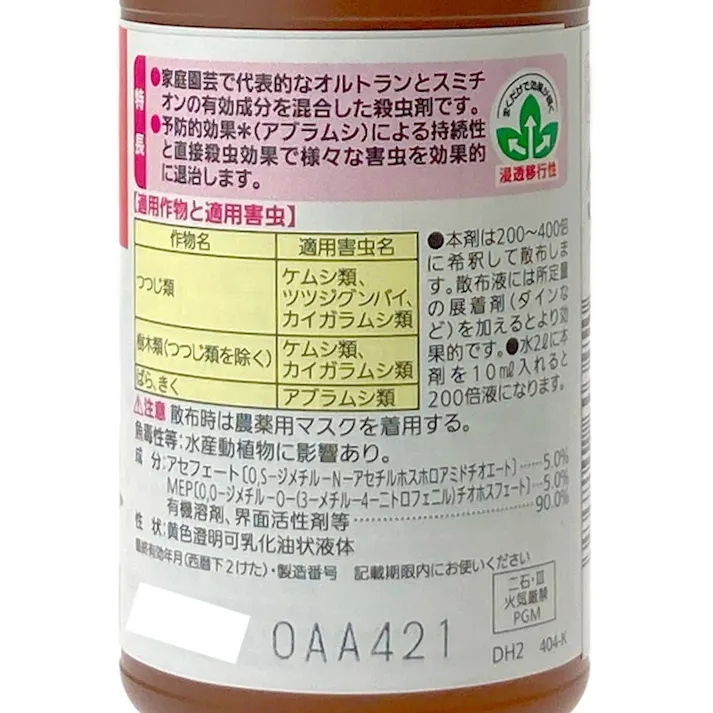 特長
●家庭園芸で代表的なオルトランとスミチ
オンの有効成分を混合した殺虫剤です。
●予防的効果*(アブラムシ)による持続性
と直接殺虫効果で様々な害虫を効果的
に退治します。
まくだけで効果が続く
浸透移行性
【適用作物と適用害虫】
作物名 適用害虫名
つつじ類
ケムシ類、
ツツジグンバイ、
カイガラムシ類
樹木類(つつじ類を除く)
ケムシ類、
カイガラムシ類
ばら、きく アブラムシ類
●本剤は200〜400倍
に希釈して散布しま
す。散布液には所定量
の展着剤(ダインな
ど)を加えるとより効
果的です。●水2ℓに本
剤を10mℓ入れると
200倍液になります。
⚠注意 散布時は農薬用マスクを着用する。
魚毒性等:水産動植物に影響あり。
成 分:アセフェート[O,S-ジメチル-N-アセチルホスホロアミドチオエート]…5.0%
MEP[O,O-ジメチル-O-(3-メチル-4-ニトロフェニル)チオホスフェート]…5.0%
有機溶剤、界面活性剤等…90.0%
性 状:黄色澄明可乳化油状液体
最終有効年月(西暦下2けた)・製造番号 記載期限内にお使いください
二石・Ⅲ
火気厳禁
PGM
OAA421
DH2 404-K